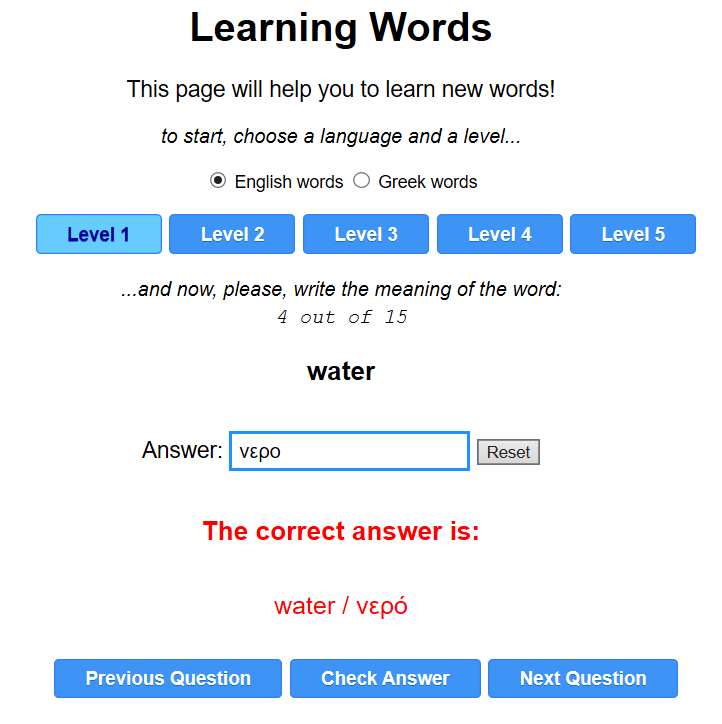 Learning Words
This page will help you to learn new words!
to start, choose a language and a level...
English words Greek words
Level 1 Level 2 Level 3 Level 4 Level 5
...and now, please, write the meaning of the word:
4 out of 15
water
Answer: νερο Reset
The correct answer is:
water / νερό
Previous Question Check Answer Next Question